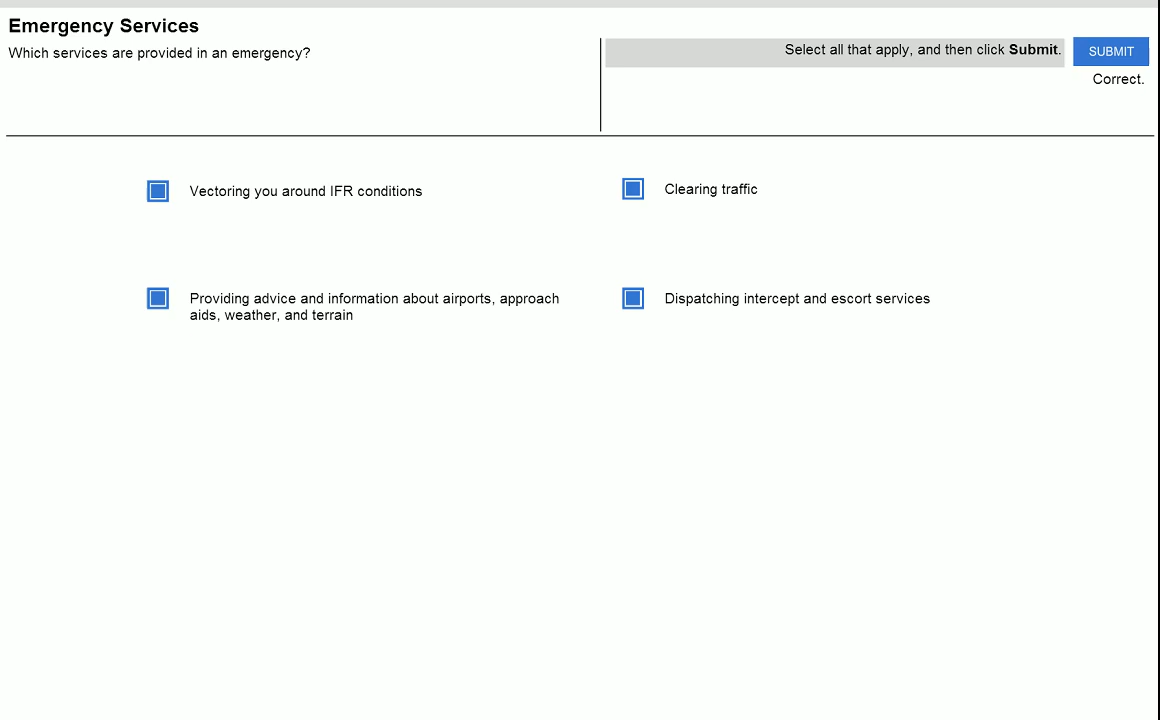 Emergency Services
Which services are provided in an emergency?
Select all that apply, and then click Submit.
SUBMIT
Correct.
Vectoring you around IFR conditions
Clearing traffic
Providing advice and information about airports, approach
aids, weather, and terrain
Dispatching intercept and escort services